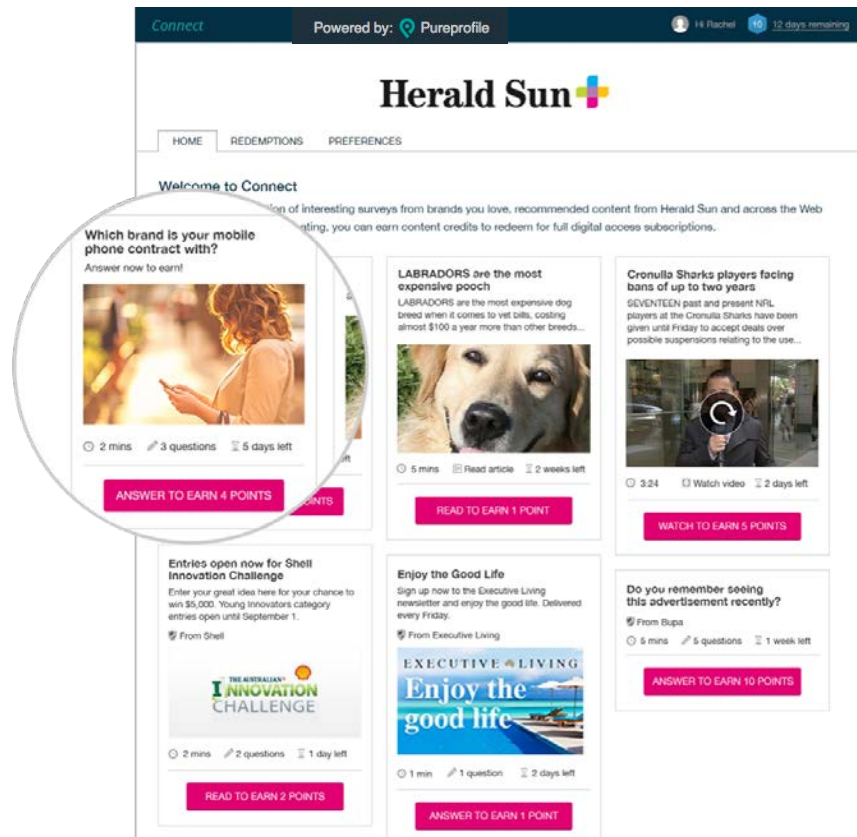 Connect
Powered by: Pureprofile
Hi Rachel
10
12 days remaining
Herald Sun
HOME
REDEMPTIONS
PREFERENCES
Welcome to Connect
of interesting surveys from brands you love, recommended content from Herald Sun and across the Web
you can earn content credits to redeem for full digital access subscriptions.
Which brand is your mobile
phone contract with?
Answer now to earn!
2 mins
3 questions
5 days left
ANSWER TO EARN 4 POINTS
LABRADORS are the most
expensive pooch
LABRADORS are the most expensive dog
breed when it comes to vet bills, costing
almost $100 a year more than other breeds...
5 mins
Read article
2 weeks left
READ TO EARN 1 POINT
Cronulla Sharks players facing
bans of up to two years
SEVENTEEN past and present NRL
players at the Cronulla Sharks have been
given until Friday to accept deals over
possible suspensions relating to the use...
3:24
Watch video
2 days left
WATCH TO EARN 5 POINTS
Entries open now for Shell
Innovation Challenge
Enter your great idea here for your chance to
win $5,000. Young Innovators category
entries open until September 1.
From Shell
THE AUSTRALIAN
INNOVATION
CHALLENGE
2 mins
2 questions
1 day left
READ TO EARN 2 POINTS
Enjoy the Good Life
Sign up now to the Executive Living
newsletter and enjoy the good life. Delivered
every Friday.
From Executive Living
EXECUTIVE LIVING
Enjoy the
good life
1 min
1 question
2 days left
ANSWER TO EARN 1 POINT
Do you remember seeing
this advertisement recently?
From Bupa
5 mins
5 questions
1 week left
ANSWER TO EARN 10 POINTS